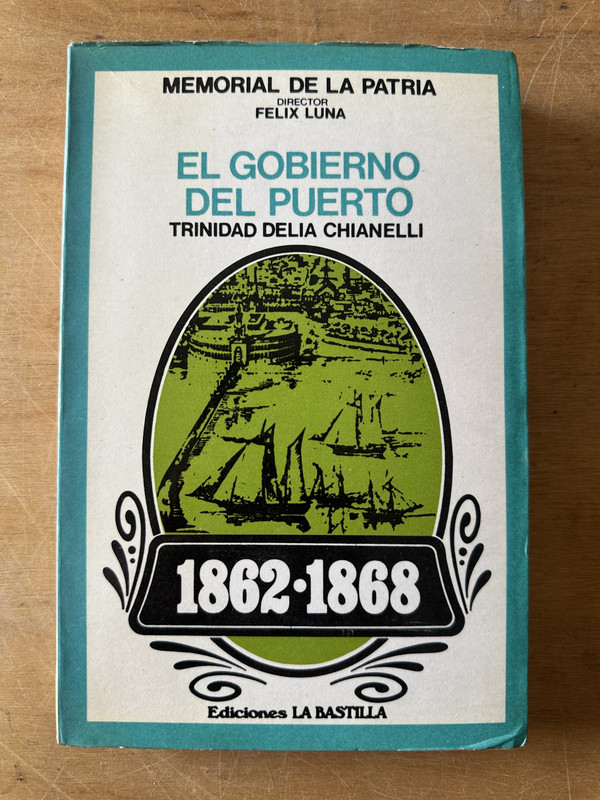 MEMORIAL DE LA PATRIA
DIRECTOR
FELIX LUNA
EL GOBIERNO
DEL PUERTO
TRINIDAD DELIA CHIANELLI
1862·1868
Ediciones LA BASTILLA